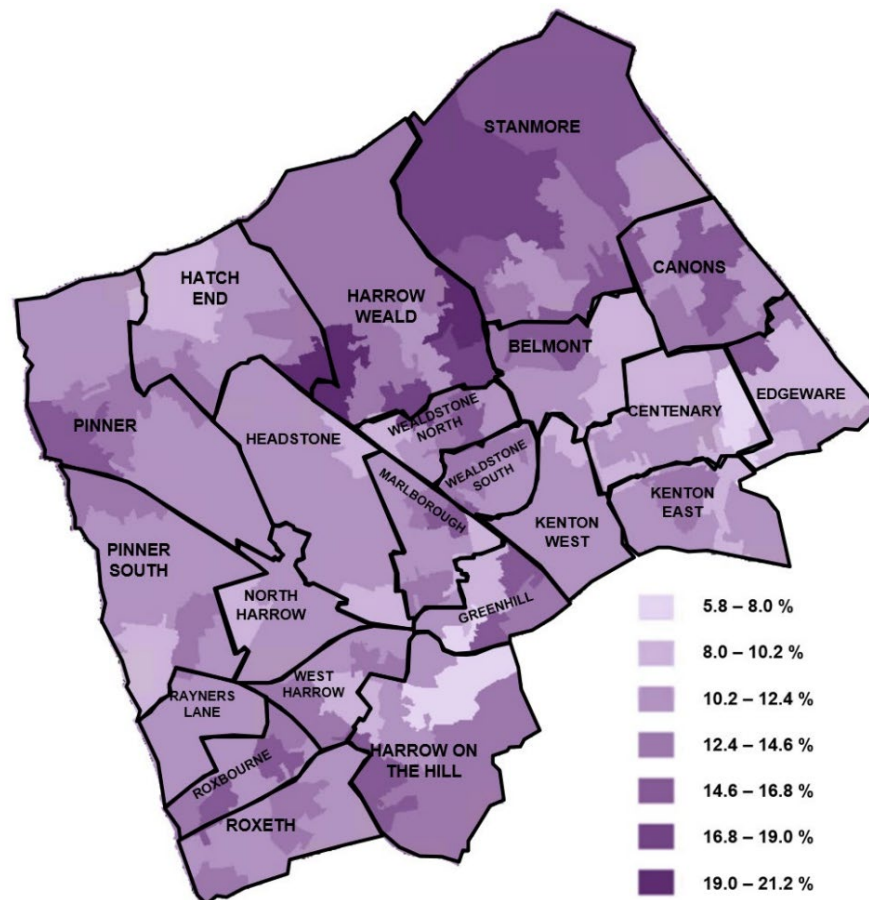 STANMORE
HATCH
END
HARROW
WEALD
CANONS
BELMONT
PINNER
HEADSTONE
WEALDSTONE
NORTH
CENTENARY
EDGEWARE
WEALDSTONE
SOUTH
MARLBOROUGH
KENTON
EAST
KENTON
WEST
PINNER
SOUTH
NORTH
HARROW
GREENHILL
WEST
HARROW
RAYNERS
LANE
HARROW ON
THE HILL
ROXBOURNE
ROXETH
5.8 – 8.0 %
8.0 – 10.2 %
10.2 – 12.4 %
12.4 – 14.6 %
14.6 – 16.8 %
16.8 – 19.0 %
19.0 – 21.2 %